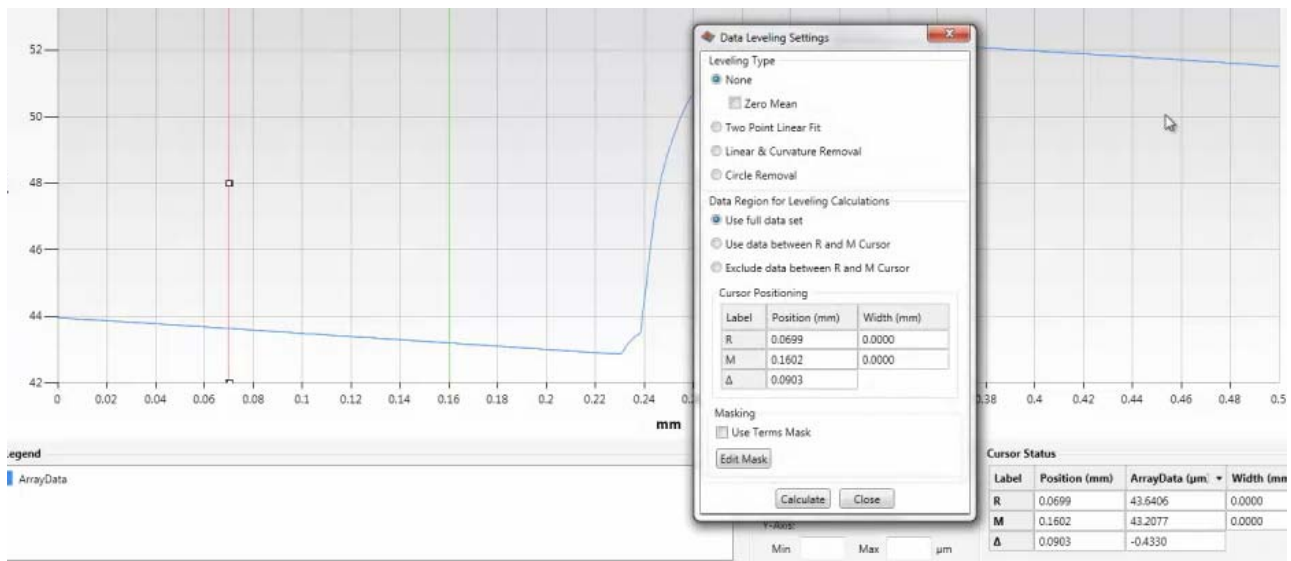 Data Leveling Settings
Leveling Type
None
Zero Mean
Two Point Linear Fit
Linear & Curvature Removal
Circle Removal
Data Region for Leveling Calculations
Use full data set
Use data between R and M Cursor
Exclude data between R and M Cursor
Cursor Positioning
Label Position (mm) Width (mm)
R 0.0699 0.0000
M 0.1602 0.0000
Δ 0.0903
Masking
Use Terms Mask
Edit Mask
Calculate Close
52
50
48
46
44
42
0 0.02 0.04 0.06 0.08 0.1 0.12 0.14 0.16 0.18 0.2 0.22 0.24 0.38 0.4 0.42 0.44 0.46 0.48 0.5
mm
egend
ArrayData
Y-Axis:
Min Max µm
Cursor Status
Label Position (mm) ArrayData (µm) Width (mm
R 0.0699 43.6406 0.0000
M 0.1602 43.2077 0.0000
Δ 0.0903 -0.4330